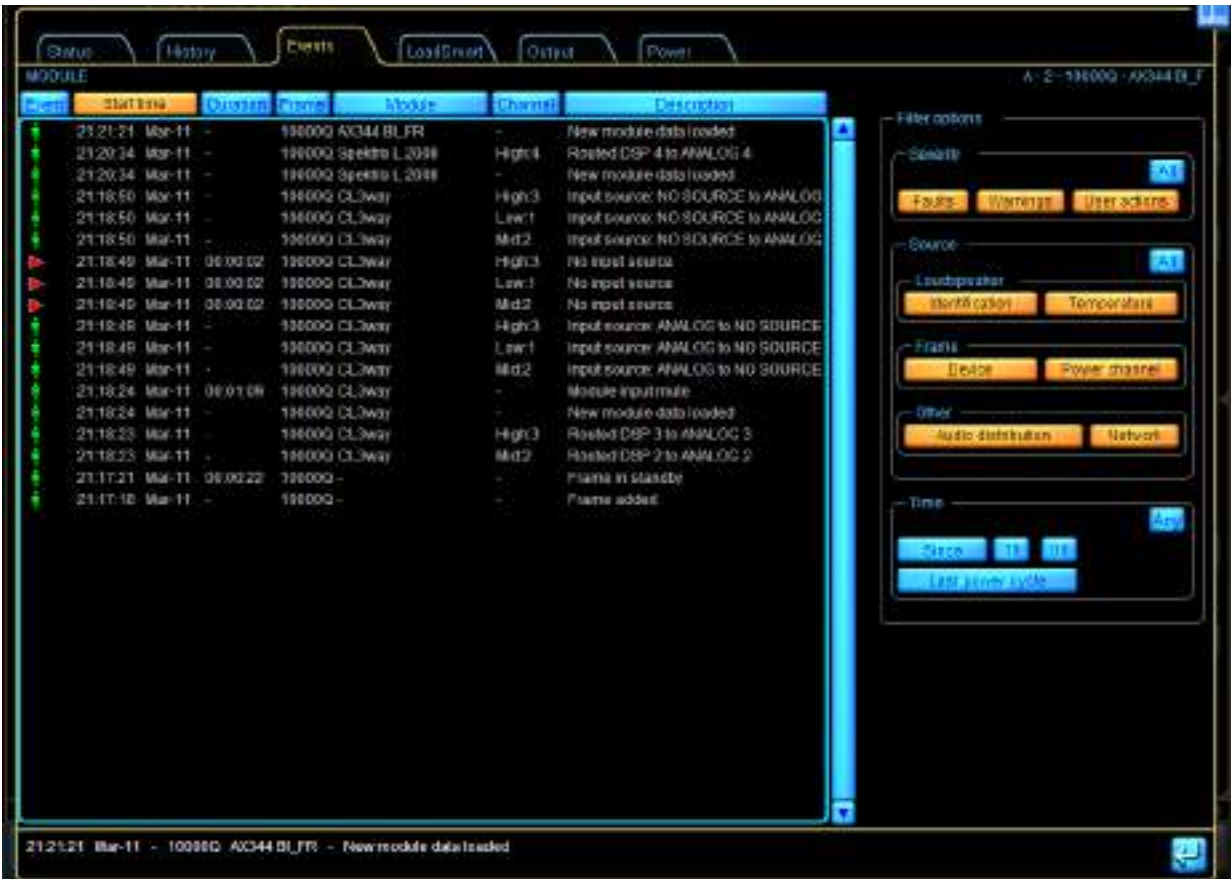 Status History Events LoadSmart Output Power
MODULE A - 2 - 10000Q - AX344 BI_F
Event Start time Duration Frame Module Channel Description
21:21:21 Mar-11 - 10000Q AX344 BI_FR - New module data loaded
21:20:34 Mar-11 - 10000Q Spektrio L 2000 High:4 Routed DSP 4 to ANALOG 4
21:20:34 Mar-11 - 10000Q Spektrio L 2000 - New module data loaded
21:18:50 Mar-11 - 10000Q CL3way High:3 Input source: NO SOURCE to ANALOG
21:18:50 Mar-11 - 10000Q CL3way Low:1 Input source: NO SOURCE to ANALOG
21:18:50 Mar-11 - 10000Q CL3way Mid:2 Input source: NO SOURCE to ANALOG
21:18:49 Mar-11 00:00:02 10000Q CL3way High:3 No input source
21:18:49 Mar-11 00:00:02 10000Q CL3way Low:1 No input source
21:18:49 Mar-11 00:00:02 10000Q CL3way Mid:2 No input source
21:18:49 Mar-11 - 10000Q CL3way High:3 Input source: ANALOG to NO SOURCE
21:18:49 Mar-11 - 10000Q CL3way Low:1 Input source: ANALOG to NO SOURCE
21:18:49 Mar-11 - 10000Q CL3way Mid:2 Input source: ANALOG to NO SOURCE
21:18:24 Mar-11 00:01:09 10000Q CL3way - Module input mute
21:18:24 Mar-11 - 10000Q CL3way - New module data loaded
21:18:23 Mar-11 - 10000Q CL3way High:3 Routed DSP 3 to ANALOG 3
21:18:23 Mar-11 - 10000Q CL3way Mid:2 Routed DSP 2 to ANALOG 2
21:17:21 Mar-11 00:00:22 10000Q - - Frame in standby
21:17:18 Mar-11 - 10000Q - - Frame added
Filter options
Severity
All
Faults Warnings User actions
Source
All
Loudspeaker
Identification Temperature
Frame
Device Power channel
Other
Audio distribution Network
Time
Any
Since
Last power cycle
21:21:21 Mar-11 - 10000Q AX344 BI_FR - New module data loaded